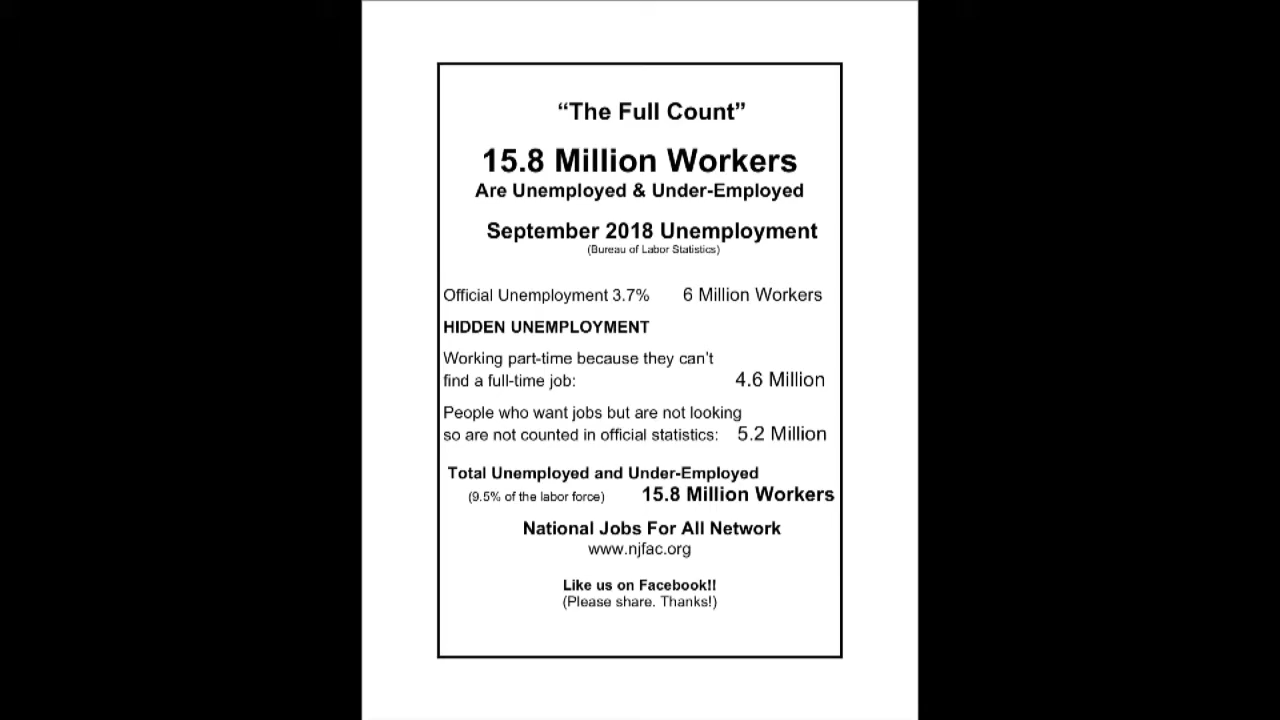 “The Full Count”
15.8 Million Workers
Are Unemployed & Under-Employed
September 2018 Unemployment
(Bureau of Labor Statistics)
Official Unemployment 3.7% 6 Million Workers
HIDDEN UNEMPLOYMENT
Working part-time because they can’t
find a full-time job: 4.6 Million
People who want jobs but are not looking
so are not counted in official statistics: 5.2 Million
Total Unemployed and Under-Employed
(9.5% of the labor force) 15.8 Million Workers
National Jobs For All Network
www.njfac.org
Like us on Facebook!!
(Please share. Thanks!)